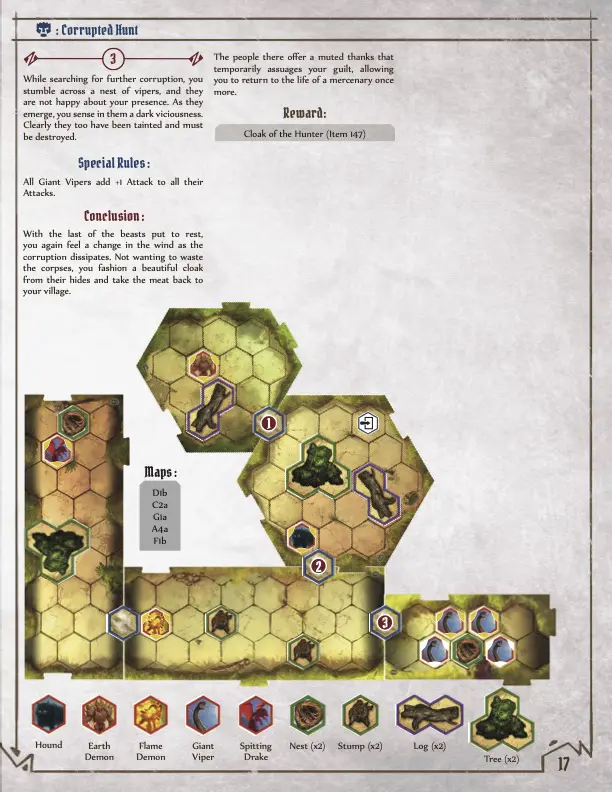 : Corrupted Hunt
3
While searching for further corruption, you
stumble across a nest of vipers, and they
are not happy about your presence. As they
emerge, you sense in them a dark viciousness.
Clearly they too have been tainted and must
be destroyed.
Special Rules:
All Giant Vipers add +1 Attack to all their
Attacks.
Conclusion:
With the last of the beasts put to rest,
you again feel a change in the wind as the
corruption dissipates. Not wanting to waste
the corpses, you fashion a beautiful cloak
from their hides and take the meat back to
your village.
The people there offer a muted thanks that
temporarily assuages your guilt, allowing
you to return to the life of a mercenary once
more.
Reward:
Cloak of the Hunter (Item 147)
1
Maps:
D1b
C2a
G1a
A4a
F1b
2
3
Hound
Earth
Demon
Flame
Demon
Giant
Viper
Spitting
Drake
Nest (x2)
Stump (x2)
Log (x2)
Tree (x2)
17